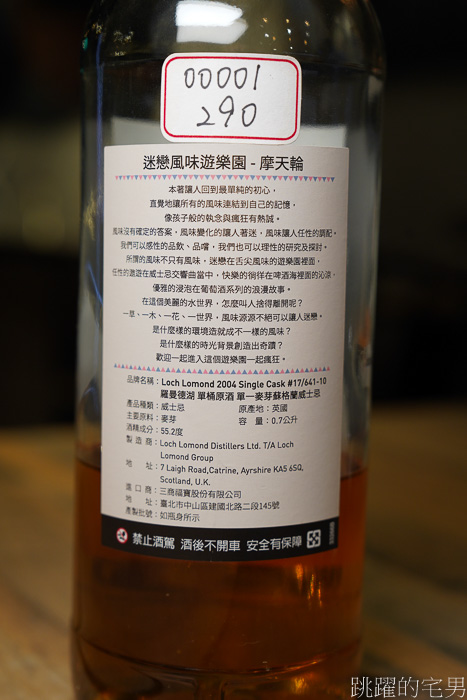 00001
290
迷戀風味遊樂園 - 摩天輪
本著讓人回到最單純的初心，
直覺地讓所有的風味連結到自己的記憶，
像孩子般的執念與瘋狂有熱誠。
風味沒有確定的答案，風味變化的讓人著迷，風味讓人任性的調配。
我們可以感性的品飲、品嚐，我們也可以理性的研究及探討。
所謂的風味不只有風味，迷戀在舌尖風味的遊樂園裡面，
任性的激遊在威士忌交響曲當中，快樂的徜徉在啤酒海裡面的沁涼、
優雅的浸泡在葡萄酒系列的浪漫故事。
在這個美麗的水世界，怎麼叫人捨得離開呢？
一草、一木、一花、一世界，風味源源不絕可以讓人迷戀。
是什麼樣的環境造就成不一樣的風味？
是什麼樣的時光背景創造出奇蹟？
歡迎一起進入這個遊樂園一起瘋狂。
品牌名稱：Loch Lomond 2004 Single Cask #17/641-10
羅曼德湖 單桶原酒 單一麥芽蘇格蘭威士忌
產品種類：威士忌 原產地：英國
主要原料：麥芽 容 量：0.7公升
酒精成分：55.2度
製 造 商：Loch Lomond Distillers Ltd. T/A Loch
Lomond Group
地 址：7 Laigh Road,Catrine, Ayrshire KA5 6SQ,
Scotland, U.K.
進 口 商：三商福寶股份有限公司
地 址：臺北市中山區建國北路二段145號
產製批號：如瓶身所示
禁止酒駕 酒後不開車 安全有保障
跳躍的宅男